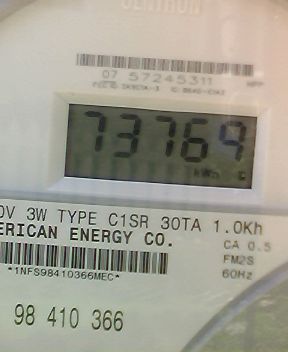 CENTRON
07 57245311
73769
kWh
0V 3W TYPE C1SR 30TA 1.0Kh
ERICAN ENERGY CO.
CA 0.5
FM2S
60Hz
*1NFS98410366MEC*
98 410 366